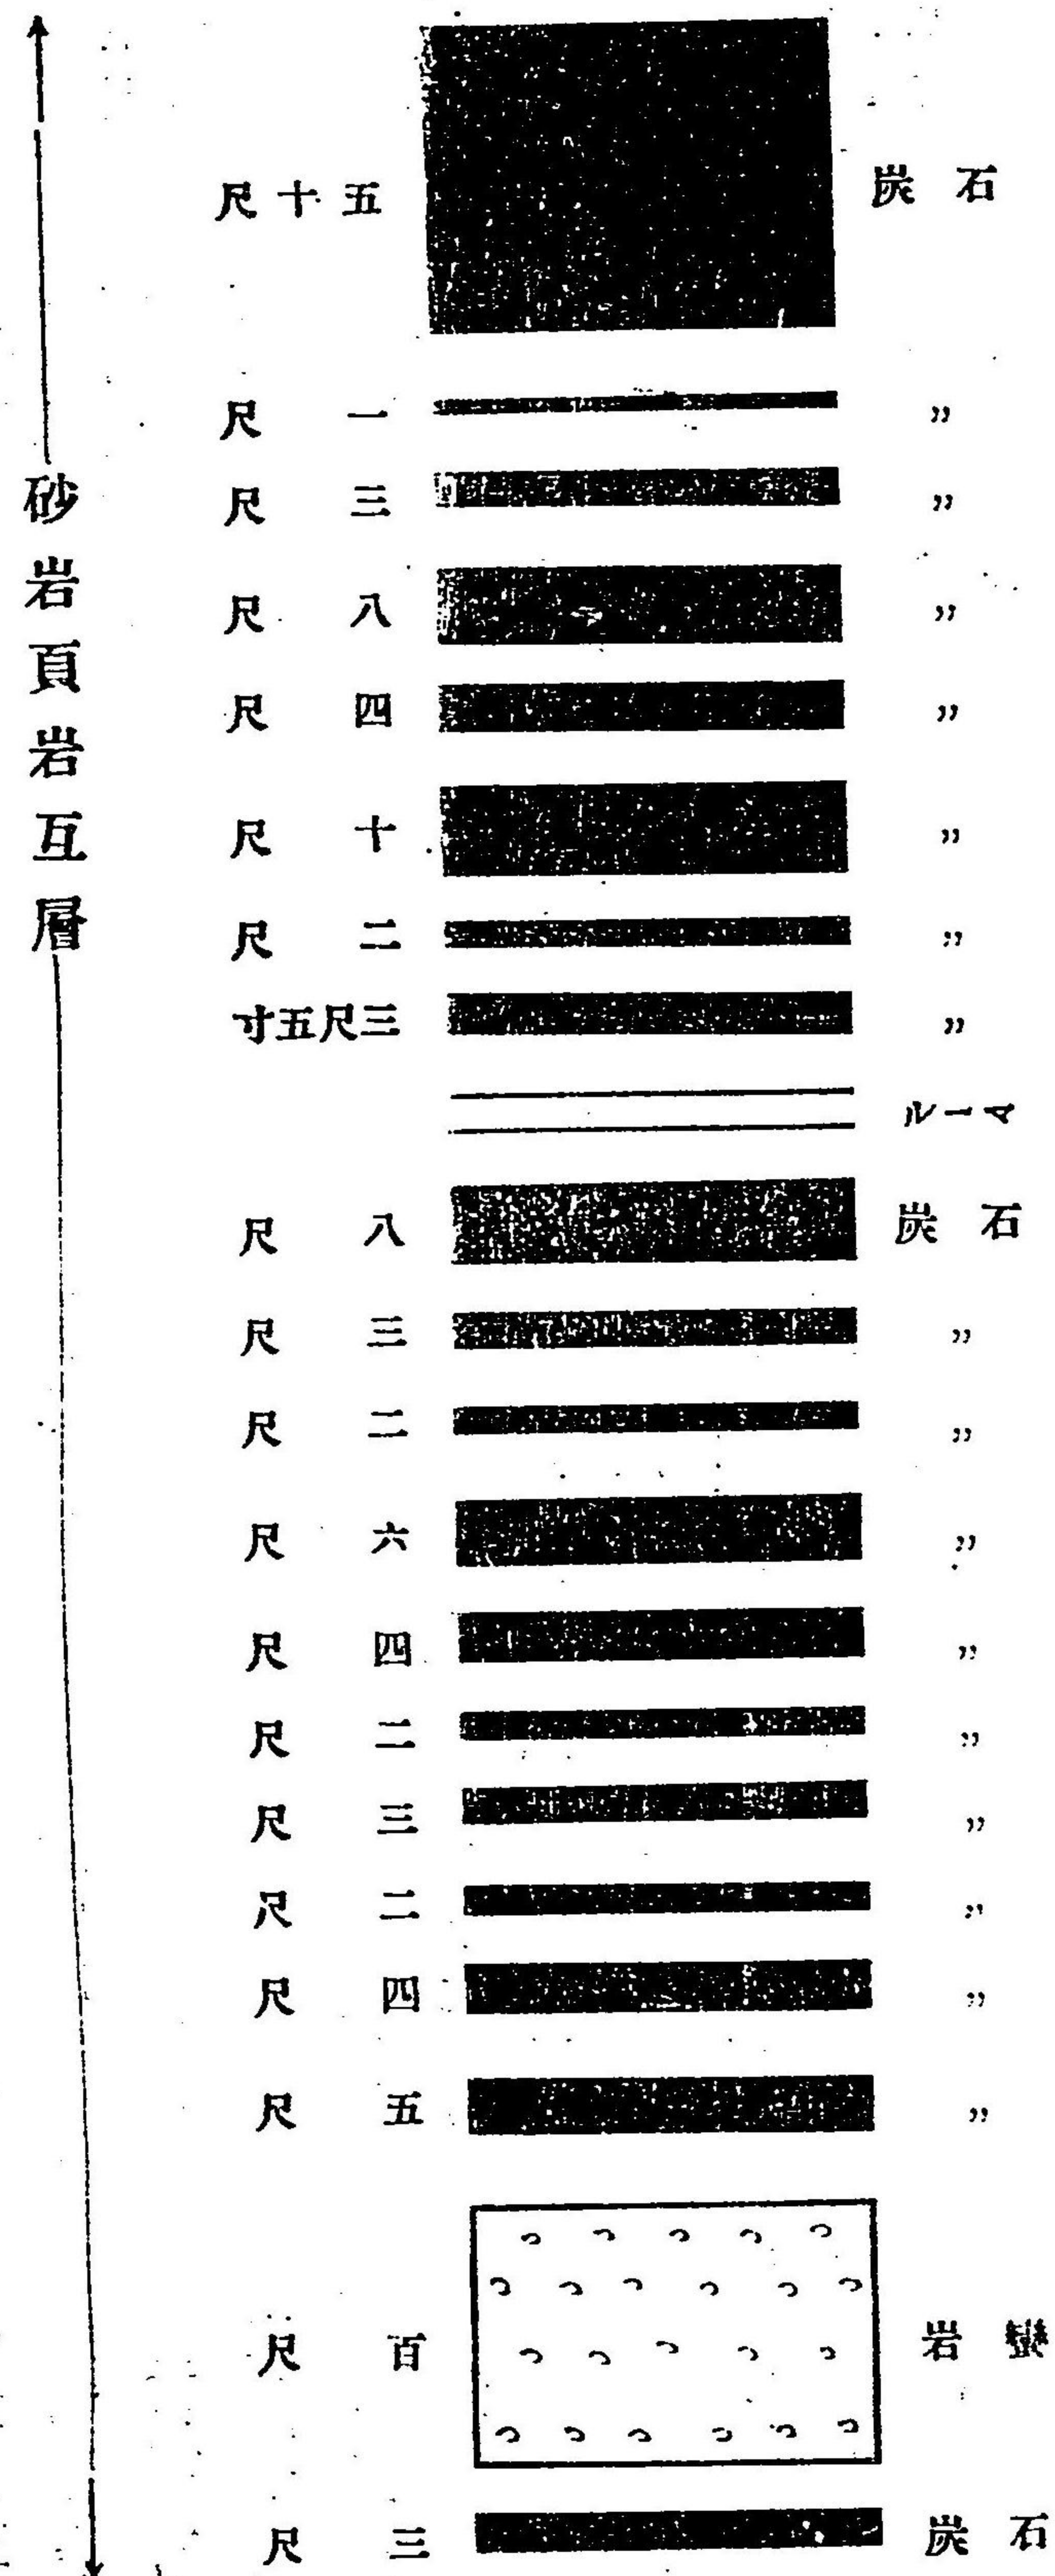 石炭 五十尺
〃 一尺
〃 三尺
〃 八尺
〃 四尺
〃 十尺
〃 二尺
〃 三尺五寸
マール
石炭 八尺
〃 三尺
〃 二尺
〃 六尺
〃 四尺
〃 二尺
〃 三尺
〃 二尺
〃 四尺
〃 五尺
蠻岩 百尺
石炭 三尺
砂岩頁岩互層